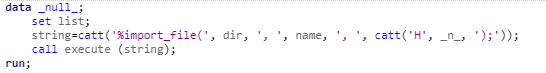 data _null_;
set list;
string=catt('%import_file(', dir, ', ', name, ', ', catt('H', _n_, ');'));
call execute (string);
run;